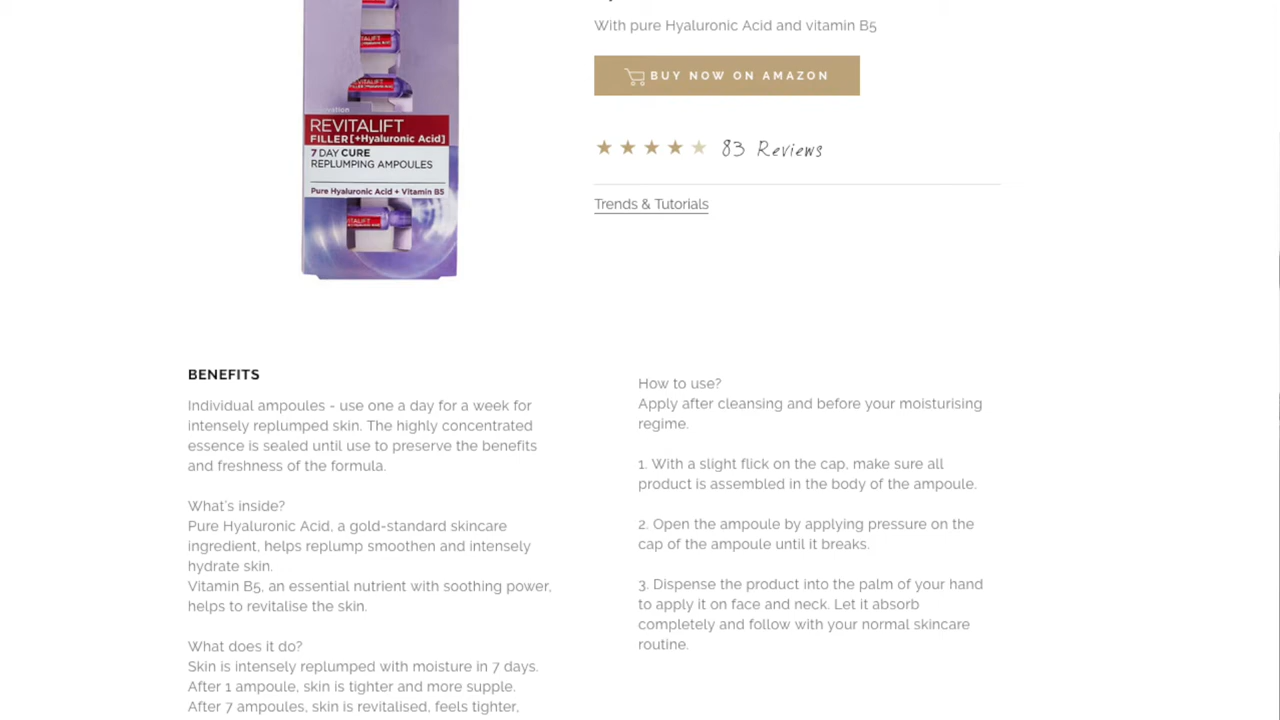 With pure Hyaluronic Acid and vitamin B5
BUY NOW ON AMAZON
83 Reviews
Trends & Tutorials
REVITALIFT
FILLER [+Hyaluronic Acid]
7 DAY CURE
REPLUMPING AMPOULES
Pure Hyaluronic Acid + Vitamin B5
BENEFITS
Individual ampoules - use one a day for a week for
intensely replumped skin. The highly concentrated
essence is sealed until use to preserve the benefits
and freshness of the formula.
What's inside?
Pure Hyaluronic Acid, a gold-standard skincare
ingredient, helps replump smoothen and intensely
hydrate skin.
Vitamin B5, an essential nutrient with soothing power,
helps to revitalise the skin.
What does it do?
Skin is intensely replumped with moisture in 7 days.
After 1 ampoule, skin is tighter and more supple.
After 7 ampoules, skin is revitalised, feels tighter,
How to use?
Apply after cleansing and before your moisturising
regime.
1. With a slight flick on the cap, make sure all
product is assembled in the body of the ampoule.
2. Open the ampoule by applying pressure on the
cap of the ampoule until it breaks.
3. Dispense the product into the palm of your hand
to apply it on face and neck. Let it absorb
completely and follow with your normal skincare
routine.